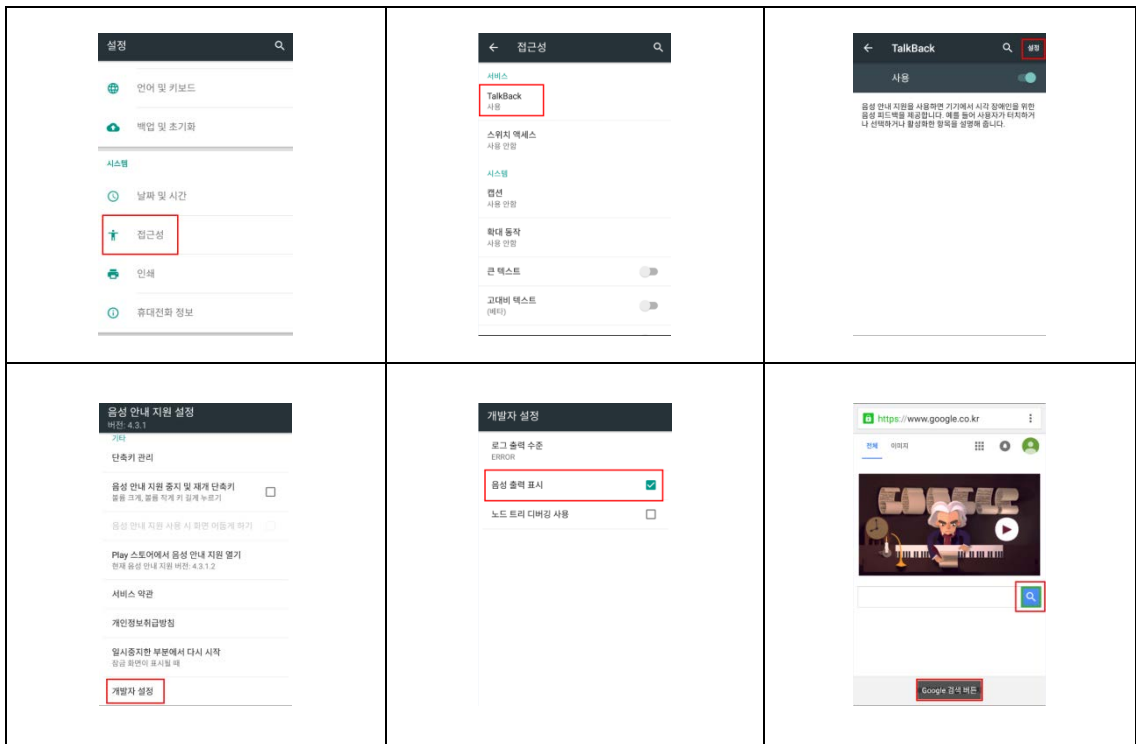 설정
언어 및 키보드
백업 및 초기화
시스템
날짜 및 시간
접근성
인쇄
휴대전화 정보
접근성
서비스
TalkBack
사용
스위치 액세스
사용 안함
시스템
캡션
사용 안함
확대 동작
사용 안함
큰 텍스트
고대비 텍스트
(베타)
TalkBack 설정
사용
음성 안내 지원을 사용하면 기기에서 시각 장애인을 위한
음성 피드백을 제공합니다. 예를 들어 사용자가 터치하거
나 선택하거나 활성화한 항목을 설명해 줍니다.
음성 안내 지원 설정
버전: 4.3.1
기타
단축키 관리
음성 안내 지원 중지 및 재개 단축키
볼륨 크게, 볼륨 작게 키 길게 누르기
음성 안내 지원 사용 시 화면 어둡게 하기
Play 스토어에서 음성 안내 지원 열기
현재 음성 안내 지원 버전: 4.3.1.2
서비스 약관
개인정보취급방침
일시중지한 부분에서 다시 시작
잠금 화면이 표시될 때
개발자 설정
개발자 설정
로그 출력 수준
ERROR
음성 출력 표시
노드 트리 디버깅 사용
https://www.google.co.kr
전체 이미지
Google 검색 버튼